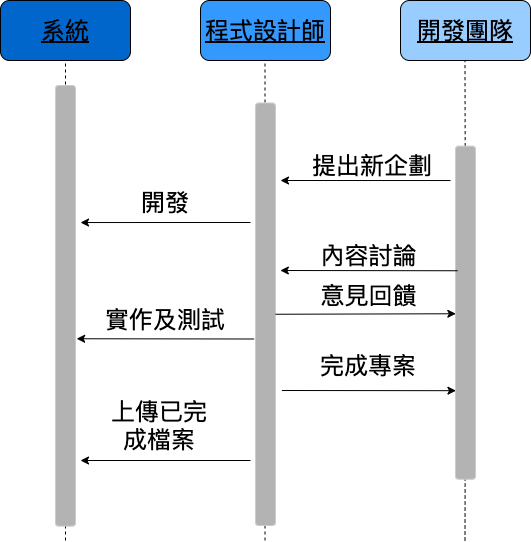 系統
程式設計師
開發團隊
提出新企劃
開發
內容討論
意見回饋
實作及測試
完成專案
上傳已完
成檔案